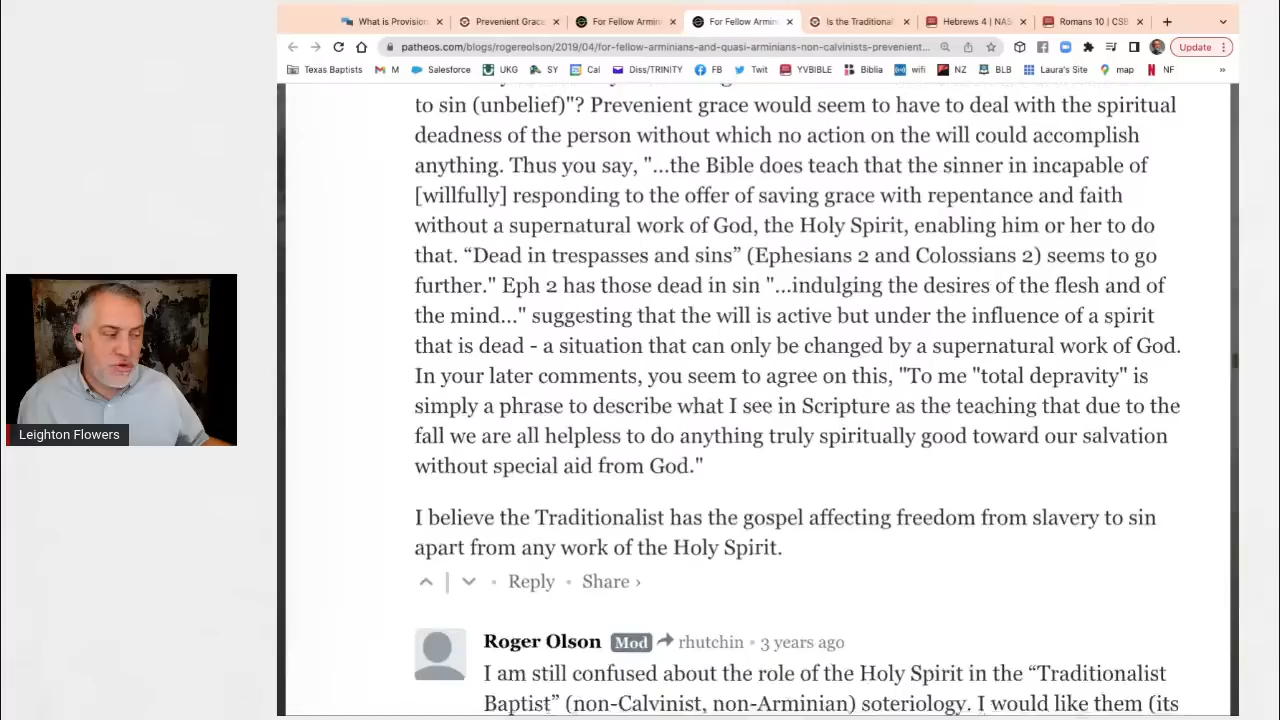 What is Provision
Prevenient Grace
For Fellow Armini
For Fellow Armin
Is the Traditional
Hebrews 4 | NAS
Romans 10 | CSB
patheos.com/blogs/rogereolson/2019/04/for-fellow-arminians-and-quasi-arminians-non-calvinists-prevenient...
Update
Texas Baptists
M
Salesforce
UKG
SY
Cal
Diss/TRINITY
FB
Twit
YVBIBLE
Biblia
wifi
NZ
BLB
Laura's Site
map
NF
to sin (unbelief)"? Prevenient grace would seem to have to deal with the spiritual
deadness of the person without which no action on the will could accomplish
anything. Thus you say, "...the Bible does teach that the sinner in incapable of
[willfully] responding to the offer of saving grace with repentance and faith
without a supernatural work of God, the Holy Spirit, enabling him or her to do
that. “Dead in trespasses and sins” (Ephesians 2 and Colossians 2) seems to go
further." Eph 2 has those dead in sin "...indulging the desires of the flesh and of
the mind..." suggesting that the will is active but under the influence of a spirit
that is dead - a situation that can only be changed by a supernatural work of God.
In your later comments, you seem to agree on this, "To me "total depravity" is
simply a phrase to describe what I see in Scripture as the teaching that due to the
fall we are all helpless to do anything truly spiritually good toward our salvation
without special aid from God."
I believe the Traditionalist has the gospel affecting freedom from slavery to sin
apart from any work of the Holy Spirit.
Reply • Share ›
Roger Olson Mod rhutchin • 3 years ago
I am still confused about the role of the Holy Spirit in the “Traditionalist
Baptist” (non-Calvinist, non-Arminian) soteriology. I would like them (its
Leighton Flowers